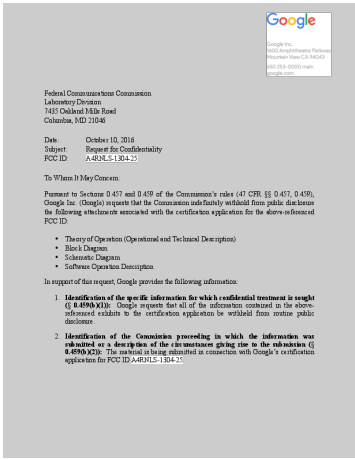 Google
Google Inc.
1600 Amphitheatre Parkway
Mountain View CA 94043
650 253-0000 main
google.com
Federal Communications Commission
Laboratory Division
7435 Oakland Mills Road
Columbia, MD 21046
Date: October 10, 2016
Subject: Request for Confidentiality
FCC ID: A4RNLS-1304-25
To Whom It May Concern:
Pursuant to Sections 0.457 and 0.459 of the Commission's rules (47 CFR §§ 0.457, 0.459),
Google Inc. (Google) requests that the Commission indefinitely withhold from public disclosure
the following attachments associated with the certification application for the above-referenced
FCC ID:
• Theory of Operation (Operational and Technical Description)
• Block Diagram
• Schematic Diagram
• Software Operation Description
In support of this request, Google provides the following information:
1. Identification of the specific information for which confidential treatment is sought
(§ 0.459(b)(1)): Google requests that all of the information contained in the above-
referenced exhibits to the certification application be withheld from routine public
disclosure.
2. Identification of the Commission proceeding in which the information was
submitted or a description of the circumstances giving rise to the submission (§
0.459(b)(2)): The material is being submitted in connection with Google's certification
application for FCC ID A4RNLS-1304-25.